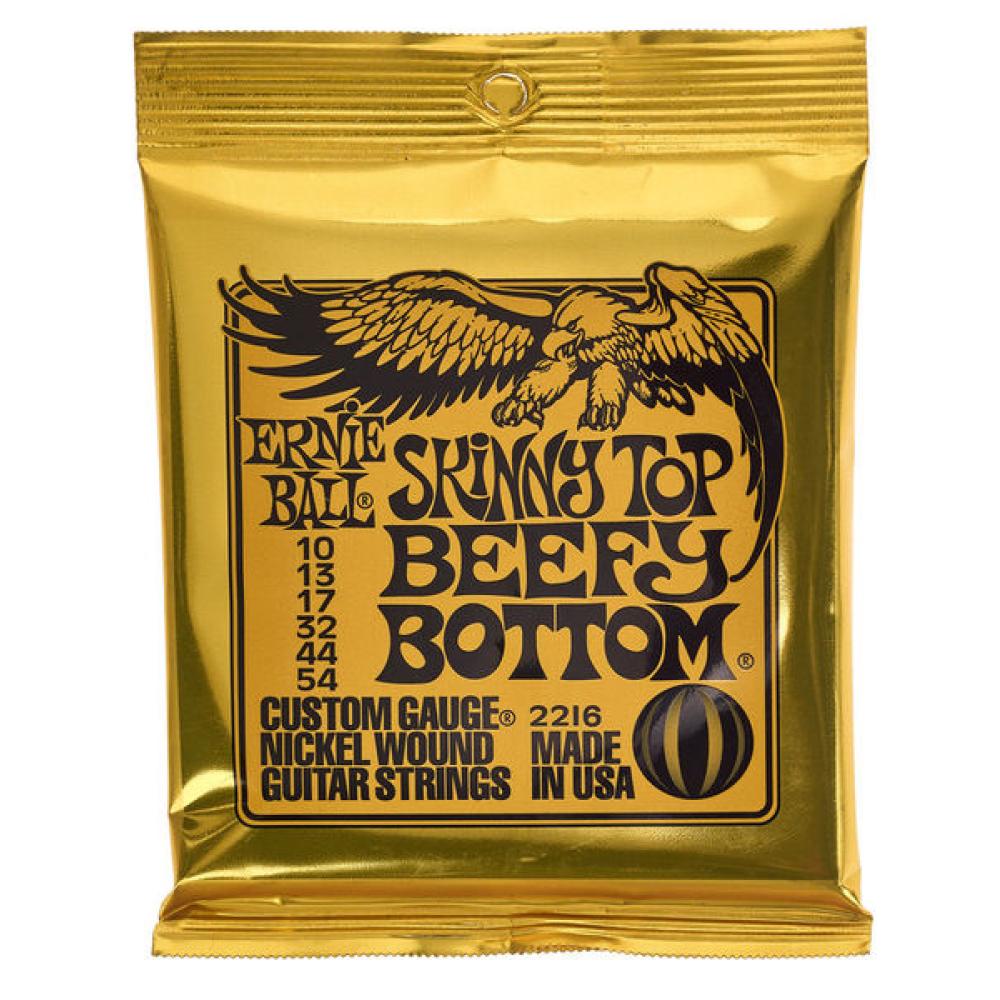 ERNIE
BALL®
SKINNY TOP
BEEFY
BOTTOM®
10
13
17
32
44
54
CUSTOM GAUGE®
NICKEL WOUND
GUITAR STRINGS
2216
MADE
IN USA